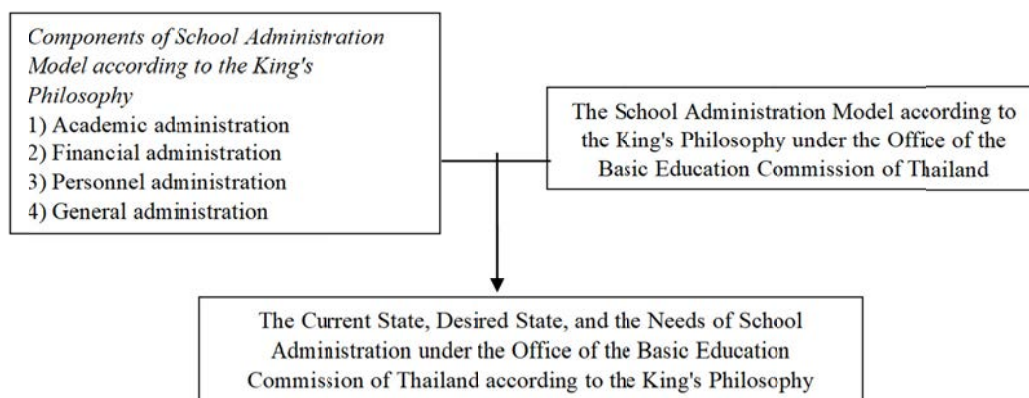 Components of School Administration
Model according to the King's
Philosophy
1) Academic administration
2) Financial administration
3) Personnel administration
4) General administration
The School Administration Model according to
the King's Philosophy under the Office of the
Basic Education Commission of Thailand
The Current State, Desired State, and the Needs of School
Administration under the Office of the Basic Education
Commission of Thailand according to the King's Philosophy